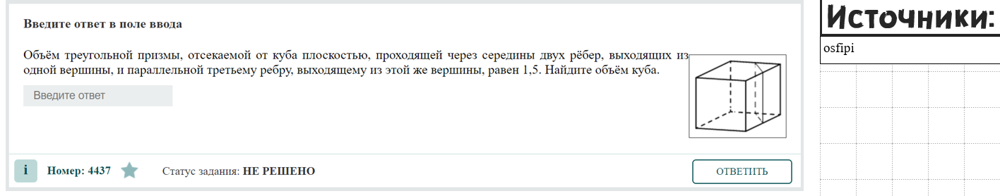 Введите ответ в поле ввода
Объём треугольной призмы, отсекаемой от куба плоскостью, проходящей через середины двух рёбер, выходящих из
одной вершины, и параллельной третьему ребру, выходящему из этой же вершины, равен 1,5. Найдите объём куба.
Введите ответ
i Номер: 4437 Статус задания: НЕ РЕШЕНО ОТВЕТИТЬ
Источники:
osfipi